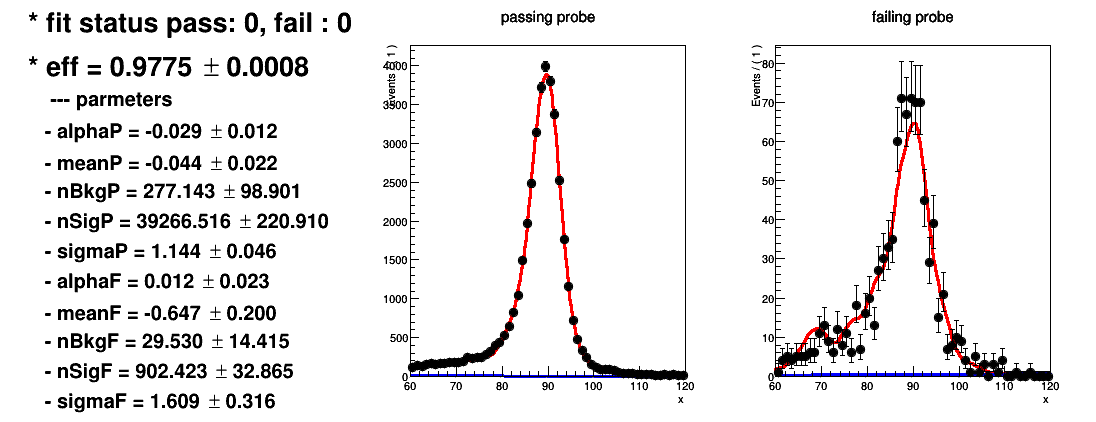 * fit status pass: 0, fail : 0
* eff = 0.9775 ± 0.0008
--- parmeters
- alphaP = -0.029 ± 0.012
- meanP = -0.044 ± 0.022
- nBkgP = 277.143 ± 98.901
- nSigP = 39266.516 ± 220.910
- sigmaP = 1.144 ± 0.046
- alphaF = 0.012 ± 0.023
- meanF = -0.647 ± 0.200
- nBkgF = 29.530 ± 14.415
- nSigF = 902.423 ± 32.865
- sigmaF = 1.609 ± 0.316
passing probe
Events / ( 1 )
4000
3500
3000
2500
2000
1500
1000
500
0
60 70 80 90 100 110 120
x
failing probe
Events / ( 1 )
80
70
60
50
40
30
20
10
0
60 70 80 90 100 110 120
x